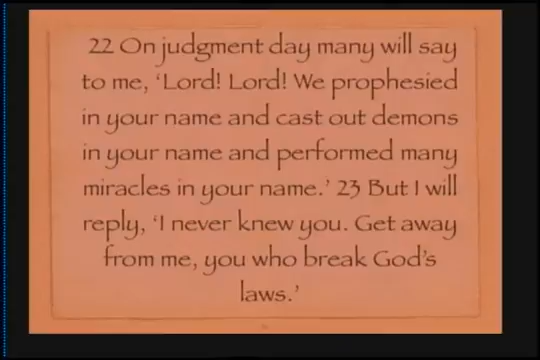 22 On judgment day many will say
to me, ‘Lord! Lord! We prophesied
in your name and cast out demons
in your name and performed many
miracles in your name.’ 23 But I will
reply, ‘I never knew you. Get away
from me, you who break God’s
laws.’